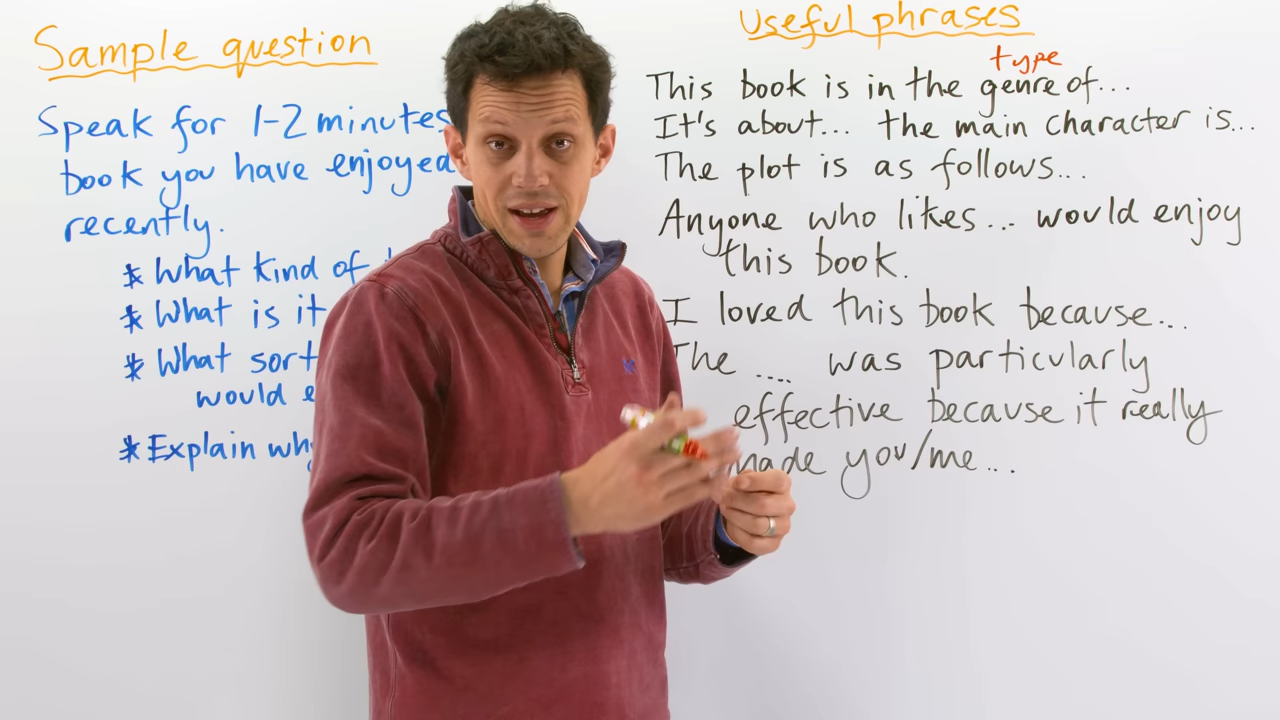 Sample question
Speak for 1-2 minutes
book you have enjoyed
recently.
* What kind of
* What is it
* What sort
would
* Explain why
Useful phrases
type
This book is in the genre of...
It's about... the main character is...
The plot is as follows...
Anyone who likes... would enjoy
this book.
I loved this book because...
The .... was particularly
effective because it really
made you/me...